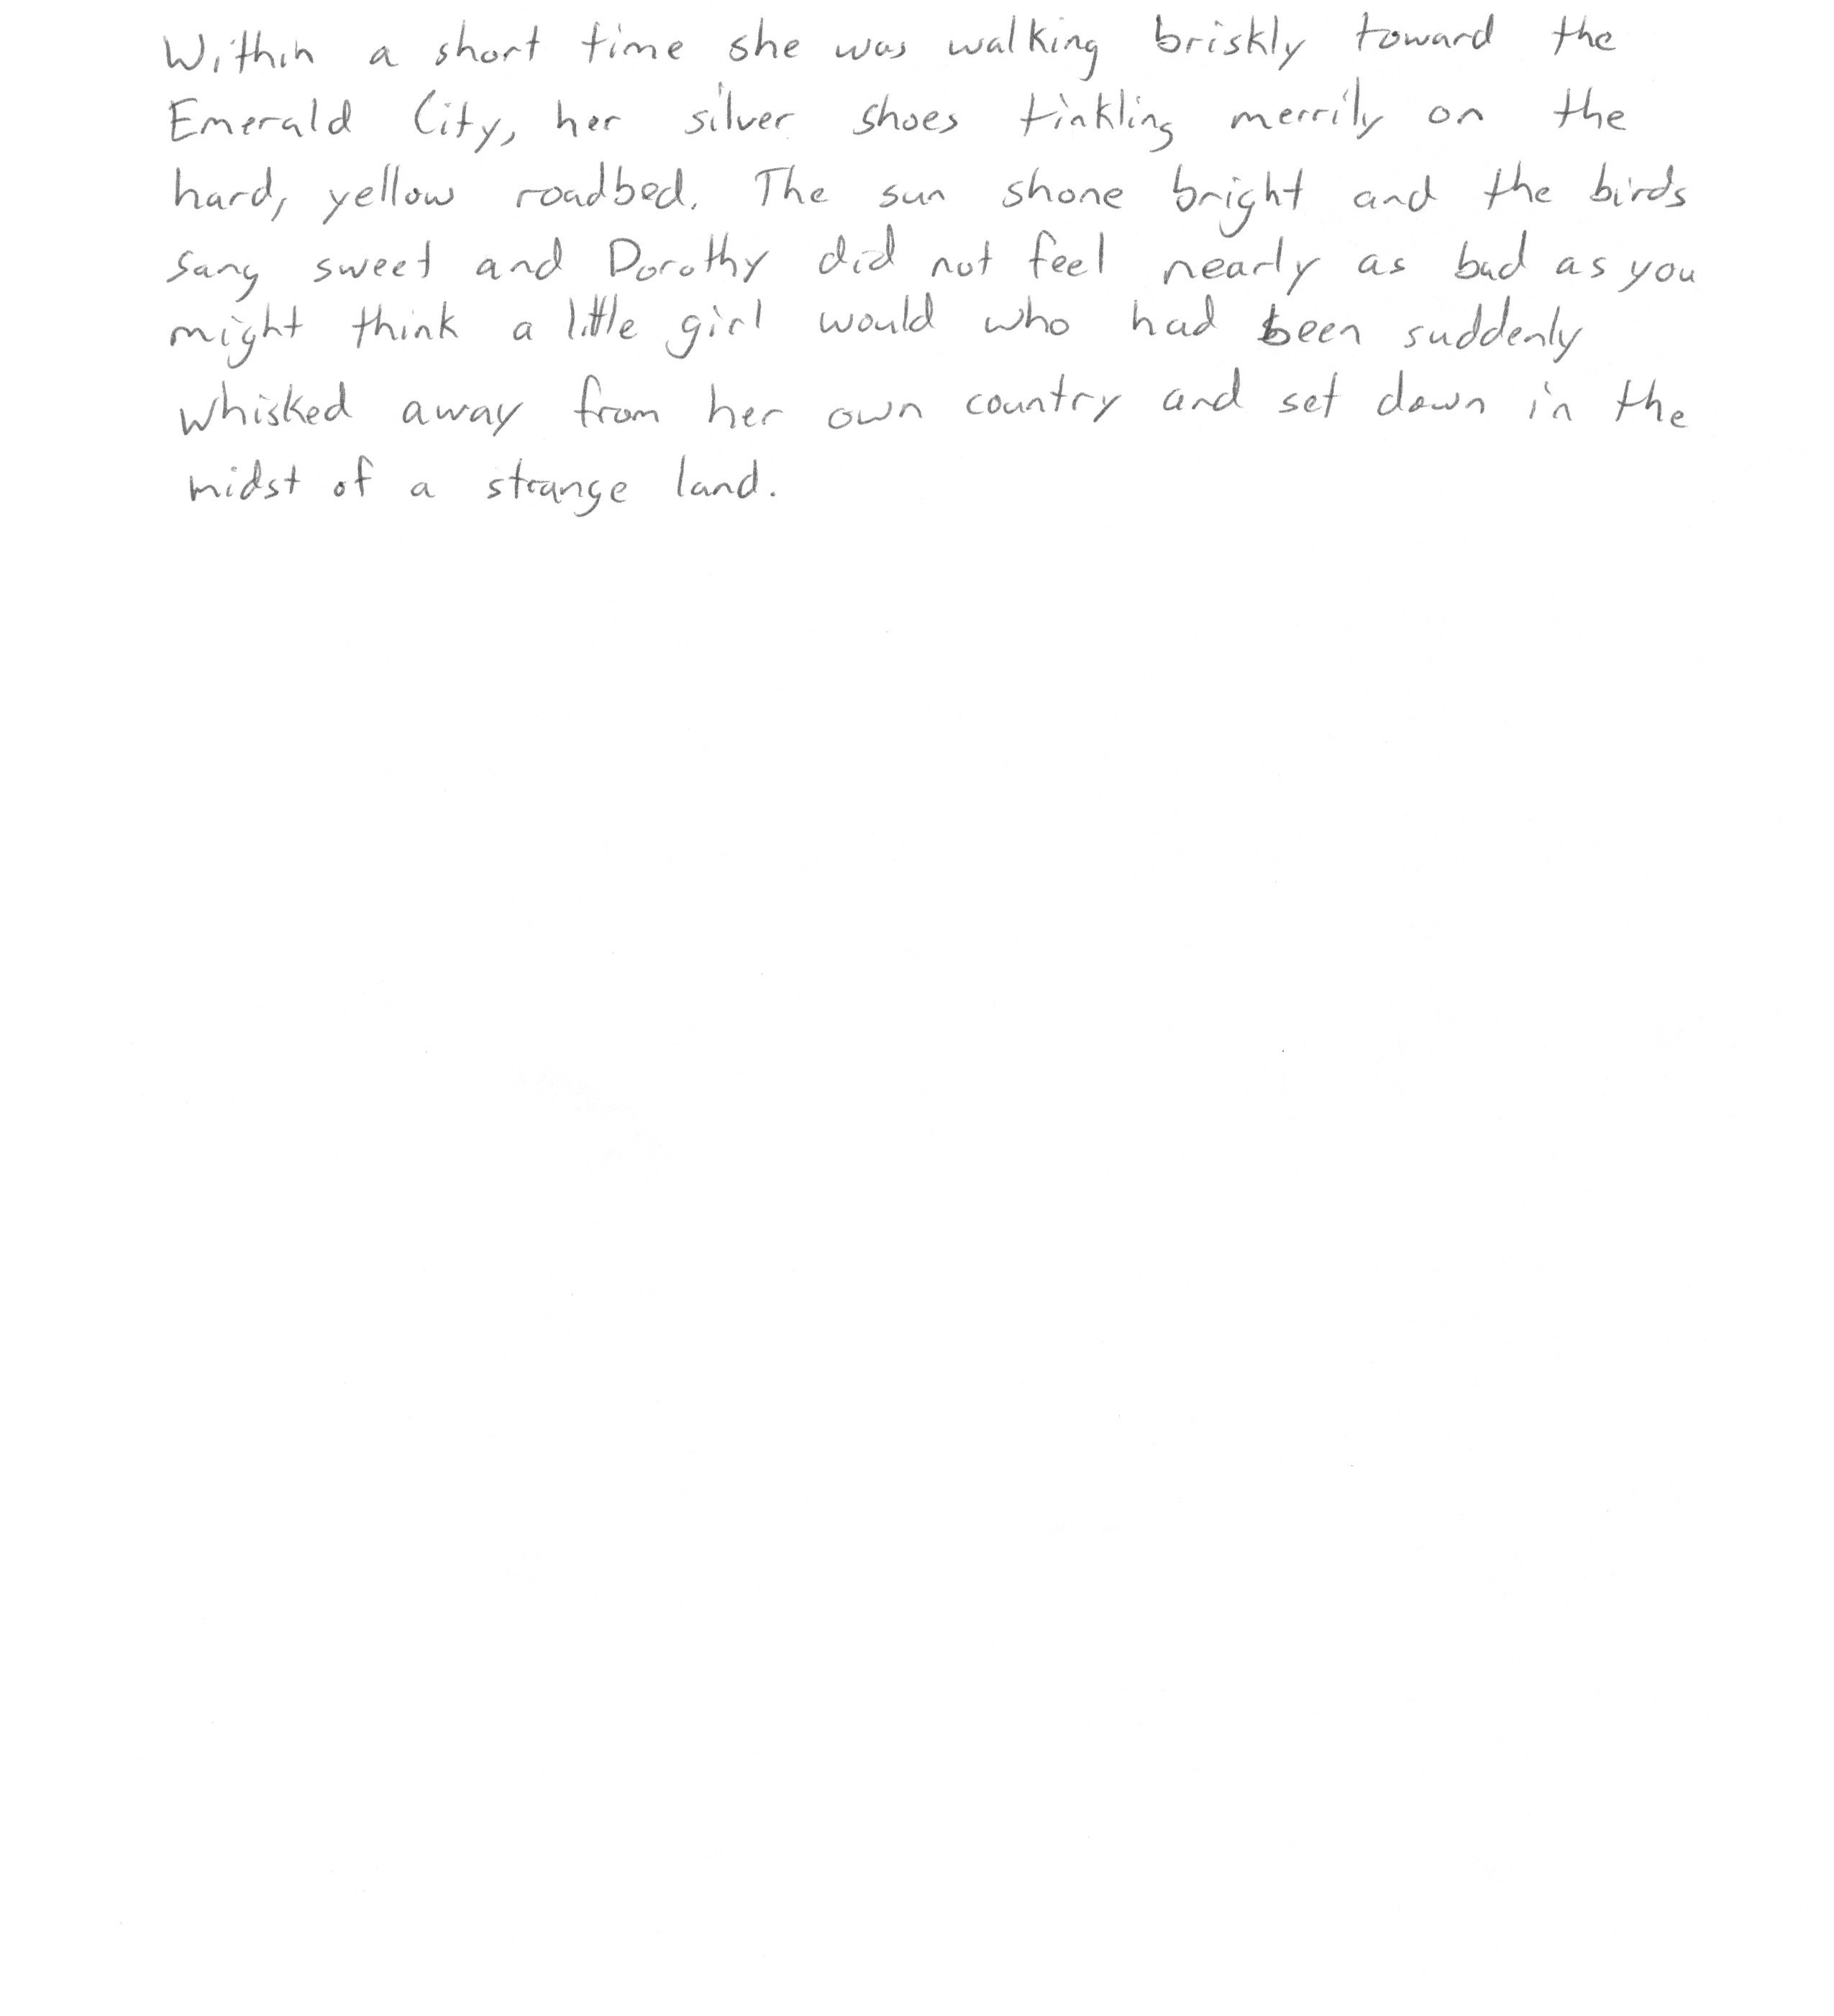 Within a short time she was walking briskly toward the
Emerald City, her silver shoes tinkling merrily on the
hard, yellow roadbed. The sun shone bright and the birds
sang sweet and Dorothy did not feel nearly as bad as you
might think a little girl would who had been suddenly
whisked away from her own country and set down in the
midst of a strange land.